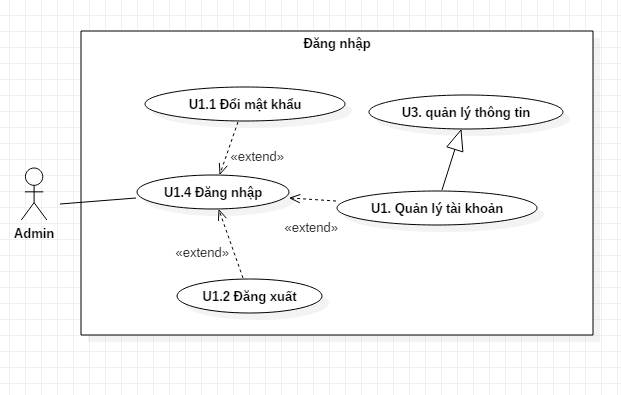 Đăng nhập
U1.1 Đổi mật khẩu
U3. quản lý thông tin
«extend»
U1.4 Đăng nhập
U1. Quản lý tài khoản
«extend»
Admin
«extend»
U1.2 Đăng xuất